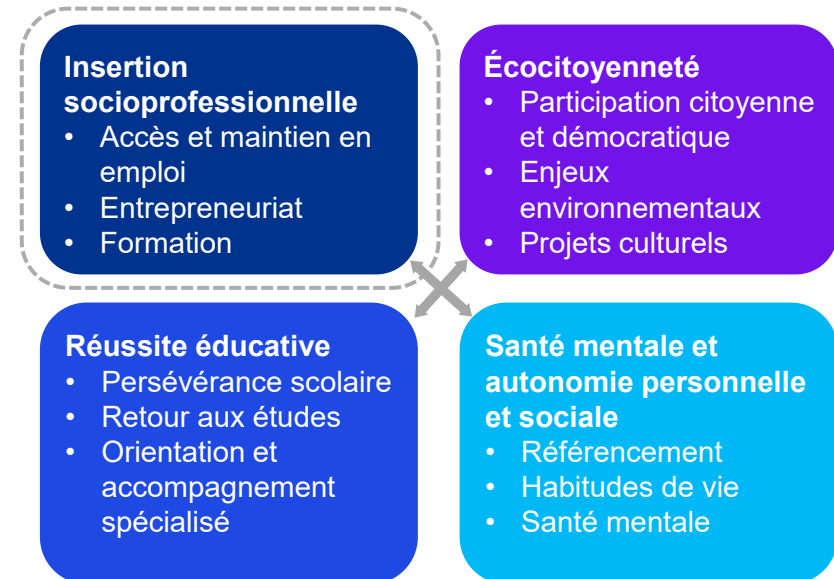 Insertion
socioprofessionnelle
• Accès et maintien en
emploi
• Entrepreneuriat
• Formation
Écocitoyenneté
• Participation citoyenne
et démocratique
• Enjeux
environnementaux
• Projets culturels
Réussite éducative
• Persévérance scolaire
• Retour aux études
• Orientation et
accompagnement
spécialisé
Santé mentale et
autonomie personnelle
et sociale
• Référencement
• Habitudes de vie
• Santé mentale